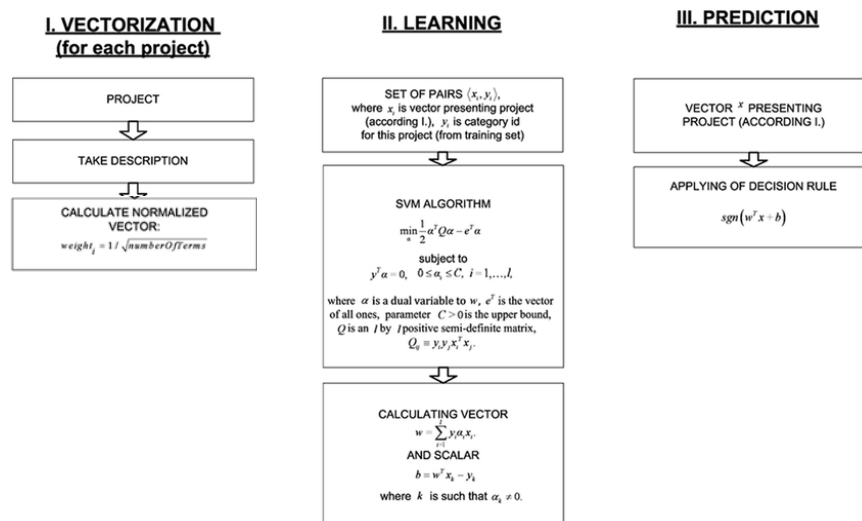 I. VECTORIZATION
(for each project)
PROJECT
TAKE DESCRIPTION
CALCULATE NORMALIZED
VECTOR:
weight_i = 1 / √numberOfTerms
II. LEARNING
SET OF PAIRS ⟨x_i, y_i⟩,
where x_i is vector presenting project
(according I.), y_i is category id
for this project (from training set)
SVM ALGORITHM
min_α 1/2 α^T Qα − e^T α
subject to
y^T α = 0, 0 ≤ α_i ≤ C, i = 1,…,l,
where α is a dual variable to w, e^T is the vector
of all ones, parameter C > 0 is the upper bound,
Q is an l by l positive semi-definite matrix,
Q_ij = y_i y_j x_i^T x_j.
CALCULATING VECTOR
w = ∑_{i=1}^{l} y_i α_i x_i.
AND SCALAR
b = w^T x_k − y_k
where k is such that α_k ≠ 0.
III. PREDICTION
VECTOR x PRESENTING
PROJECT (ACCORDING I.)
APPLYING OF DECISION RULE
sgn(w^T x + b)